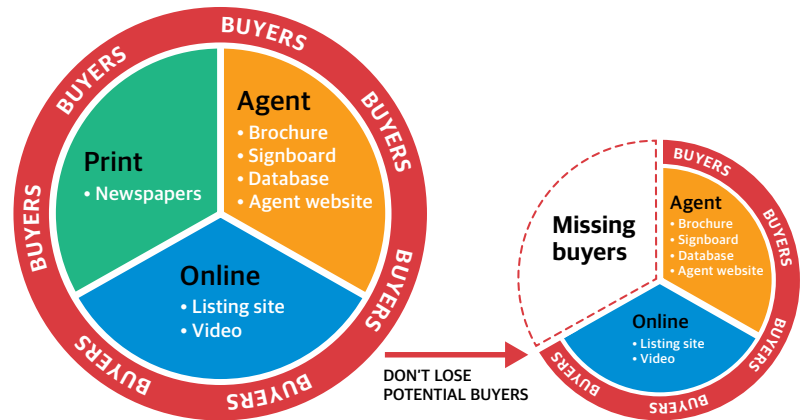 BUYERS
BUYERS
BUYERS
BUYERS
BUYERS
BUYERS
BUYERS
Print
• Newspapers
Agent
• Brochure
• Signboard
• Database
• Agent website
Online
• Listing site
• Video
DON'T LOSE
POTENTIAL BUYERS
Missing
buyers
BUYERS
BUYERS
BUYERS
BUYERS
Agent
• Brochure
• Signboard
• Database
• Agent website
Online
• Listing site
• Video